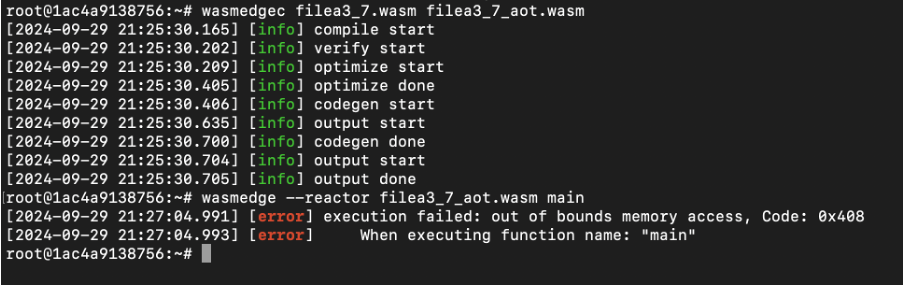 root@1ac4a9138756:~# wasmedgec filea3_7.wasm filea3_7_aot.wasm
[2024-09-29 21:25:30.165] [info] compile start
[2024-09-29 21:25:30.202] [info] verify start
[2024-09-29 21:25:30.209] [info] optimize start
[2024-09-29 21:25:30.405] [info] optimize done
[2024-09-29 21:25:30.406] [info] codegen start
[2024-09-29 21:25:30.635] [info] output start
[2024-09-29 21:25:30.700] [info] codegen done
[2024-09-29 21:25:30.704] [info] output start
[2024-09-29 21:25:30.705] [info] output done
root@1ac4a9138756:~# wasmedge --reactor filea3_7_aot.wasm main
[2024-09-29 21:27:04.991] [error] execution failed: out of bounds memory access, Code: 0x408
[2024-09-29 21:27:04.993] [error]     When executing function name: "main"
root@1ac4a9138756:~#